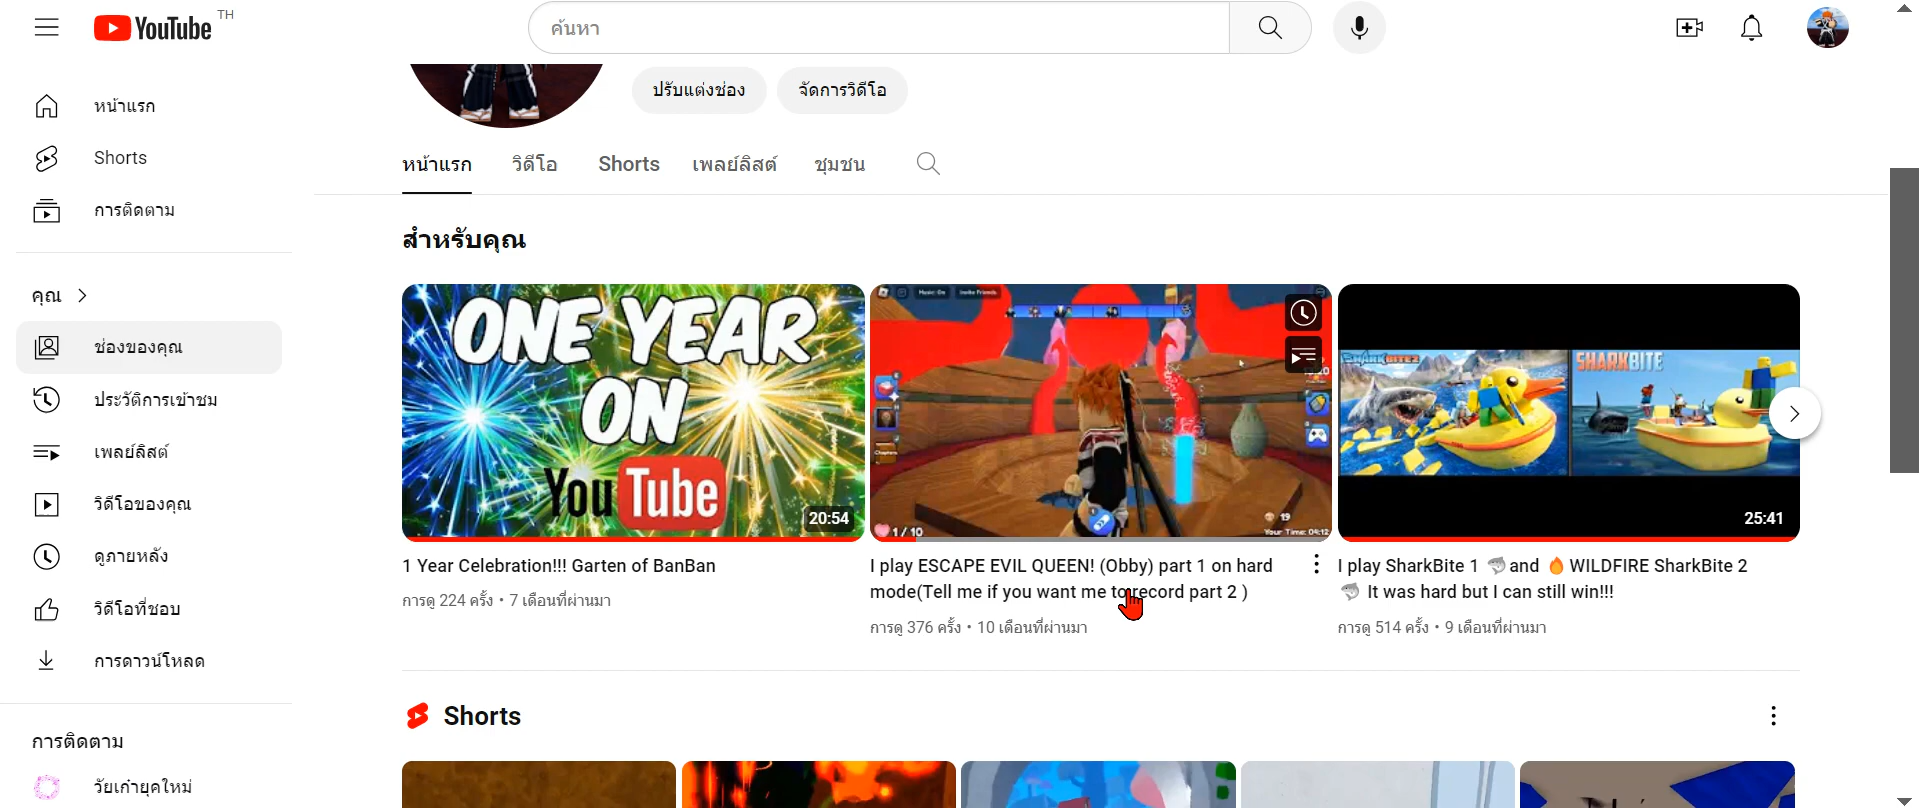 YouTube TH
ค้นหา
หน้าแรก
Shorts
การติดตาม
คุณ
ช่องของคุณ
ประวัติการเข้าชม
เพลย์ลิสต์
วิดีโอของคุณ
ดูภายหลัง
วิดีโอที่ชอบ
การดาวน์โหลด
การติดตาม
วัยเก๋ายุคใหม่
ปรับแต่งช่อง
จัดการวิดีโอ
หน้าแรก วิดีโอ Shorts เพลย์ลิสต์ ชุมชน
สำหรับคุณ
ONE YEAR
ON
YouTube
20:54
1 Year Celebration!!! Garten of BanBan
การดู 224 ครั้ง • 7 เดือนที่ผ่านมา
Music: On Invite Friends
Chapters
1 / 10
19
Your Time: 04:12
I play ESCAPE EVIL QUEEN! (Obby) part 1 on hard
mode(Tell me if you want me to record part 2 )
การดู 376 ครั้ง • 10 เดือนที่ผ่านมา
SHARKBITE2
SHARKBITE
25:41
I play SharkBite 1 🦈and 🔥WILDFIRE SharkBite 2
🦈 It was hard but I can still win!!!
การดู 514 ครั้ง • 9 เดือนที่ผ่านมา
Shorts